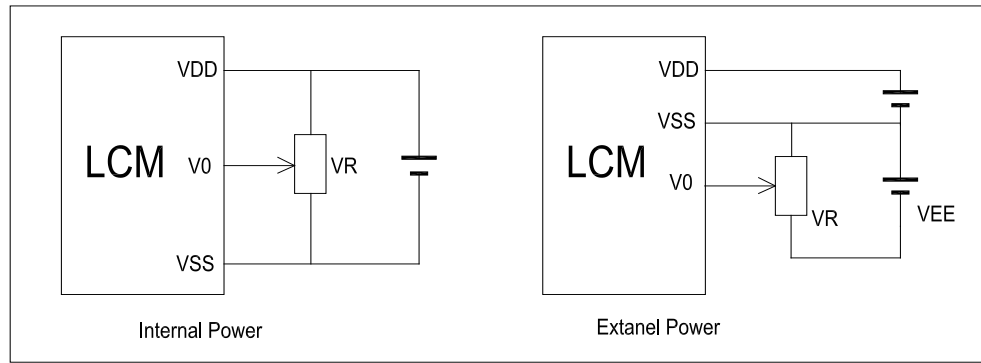 VDD
LCM
V0
VR
VSS
Internal Power
VDD
VSS
LCM
V0
VR
VEE
Extanel Power